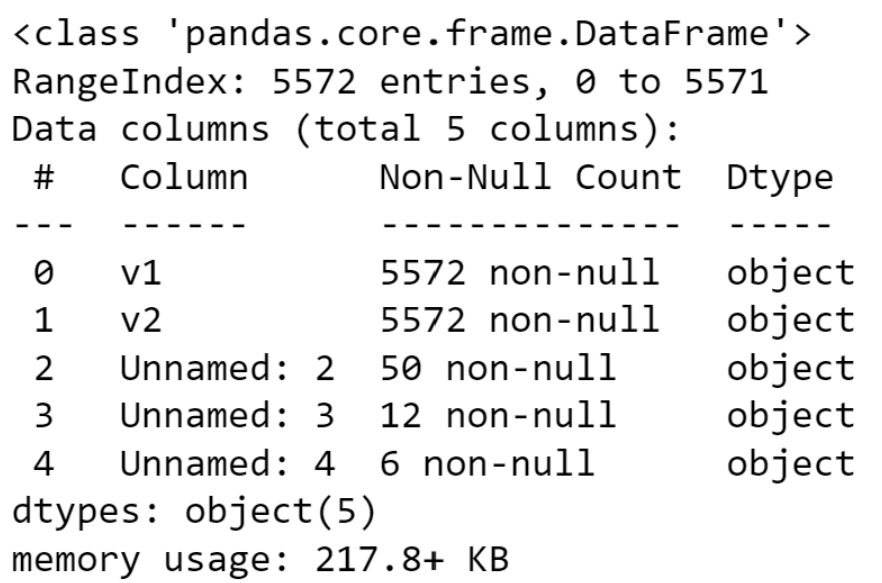 <class 'pandas.core.frame.DataFrame'>
RangeIndex: 5572 entries, 0 to 5571
Data columns (total 5 columns):
 #   Column      Non-Null Count  Dtype
---  ------      --------------  -----
 0   v1          5572 non-null   object
 1   v2          5572 non-null   object
 2   Unnamed: 2  50 non-null     object
 3   Unnamed: 3  12 non-null     object
 4   Unnamed: 4  6 non-null      object
dtypes: object(5)
memory usage: 217.8+ KB